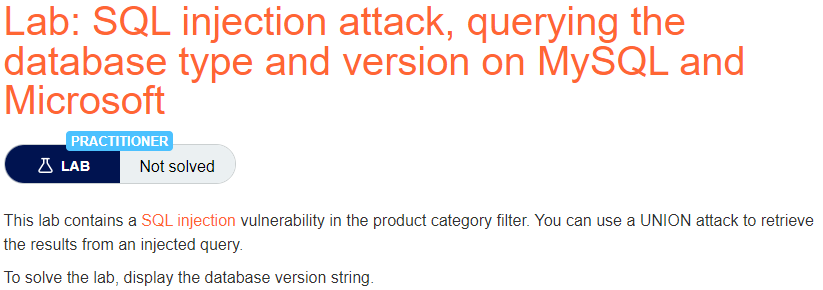 Lab: SQL injection attack, querying the
database type and version on MySQL and
Microsoft
PRACTITIONER
LAB
Not solved
This lab contains a SQL injection vulnerability in the product category filter. You can use a UNION attack to retrieve
the results from an injected query.
To solve the lab, display the database version string.